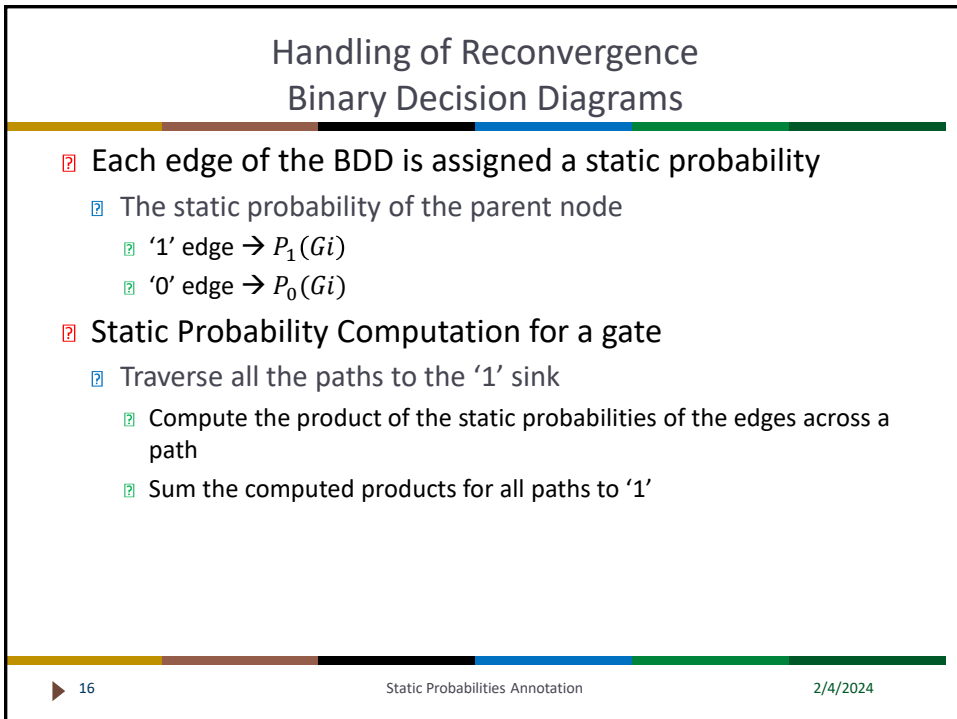 Handling of Reconvergence
Binary Decision Diagrams
Each edge of the BDD is assigned a static probability
The static probability of the parent node
‘1’ edge → P₁(Gi)
‘0’ edge → P₀(Gi)
Static Probability Computation for a gate
Traverse all the paths to the ‘1’ sink
Compute the product of the static probabilities of the edges across a
path
Sum the computed products for all paths to ‘1’
16 Static Probabilities Annotation 2/4/2024